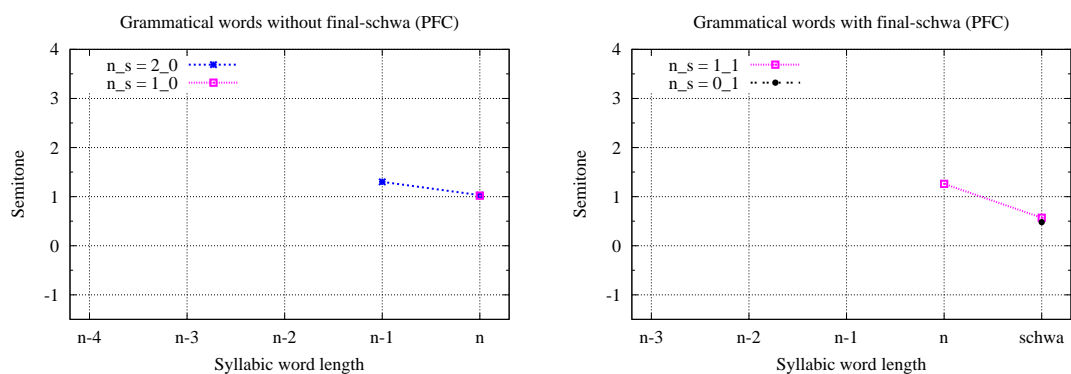 Grammatical words without final-schwa (PFC)
4
3
2
1
0
-1
Semitone
n_s = 2_0
n_s = 1_0
n-4 n-3 n-2 n-1 n
Syllabic word length
Grammatical words with final-schwa (PFC)
4
3
2
1
0
-1
Semitone
n_s = 1_1
n_s = 0_1
n-3 n-2 n-1 n schwa
Syllabic word length